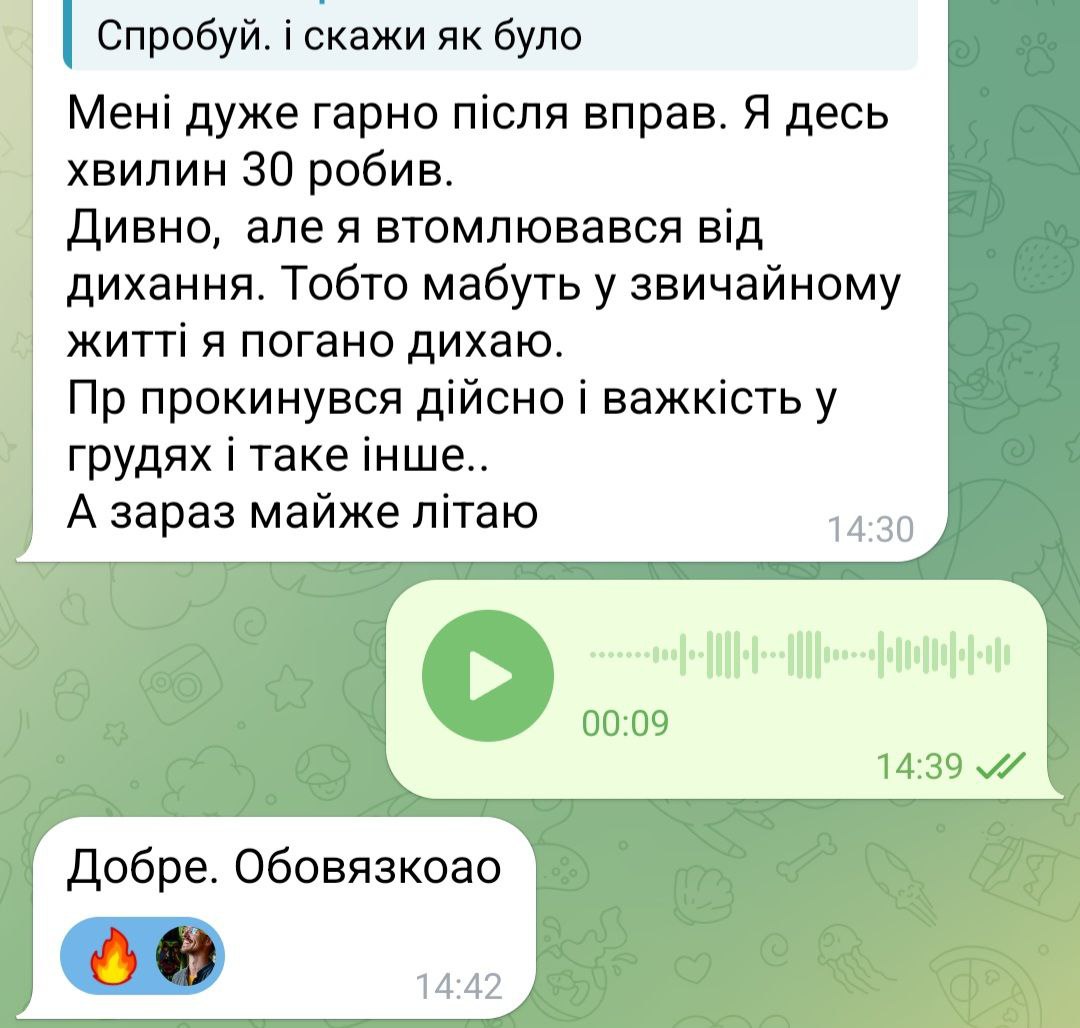 Спробуй. і скажи як було
Мені дуже гарно після вправ. Я десь
хвилин 30 робив.
Дивно,  але я втомлювався від
дихання. Тобто мабуть у звичайному
житті я погано дихаю.
Пр прокинувся дійсно і важкість у
грудях і таке інше..
А зараз майже літаю
14:30
00:09
14:39
Добре. Обовязкоао
14:42